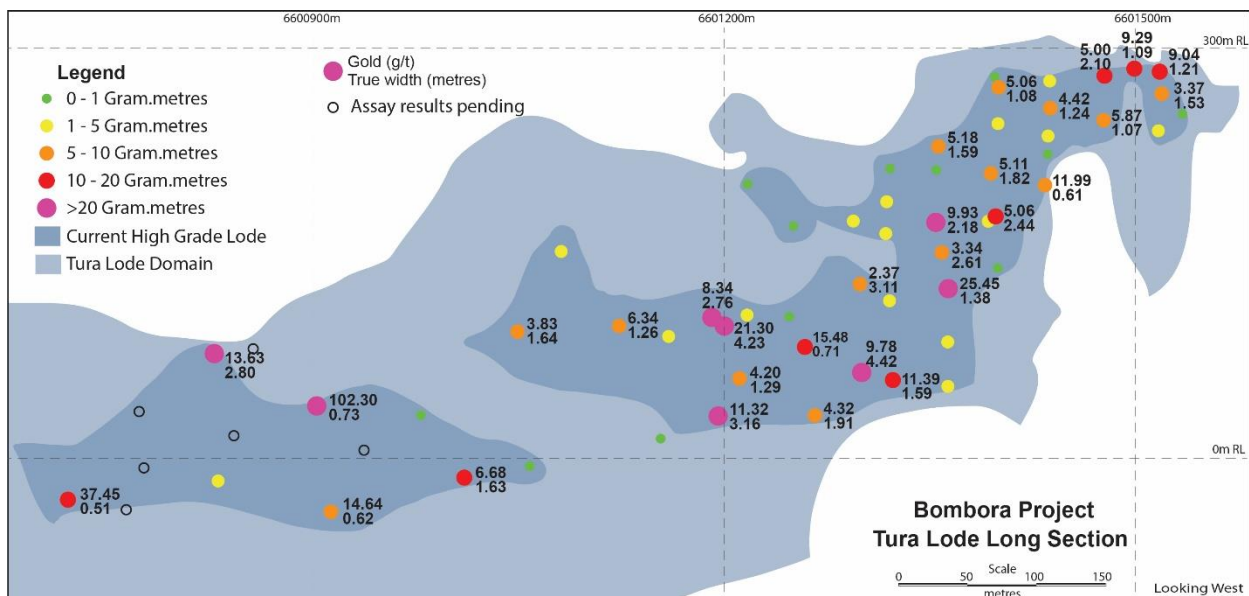 6600900m
6601200m
6601500m
300m RL
Legend
0 - 1 Gram.metres
1 - 5 Gram.metres
5 - 10 Gram.metres
10 - 20 Gram.metres
>20 Gram.metres
Current High Grade Lode
Tura Lode Domain
Gold (g/t)
True width (metres)
Assay results pending
9.29
1.09
5.00
2.10
9.04
1.21
5.06
1.08
4.42
1.24
3.37
1.53
5.87
1.07
5.18
1.59
5.11
1.82
11.99
0.61
9.93
2.18
5.06
2.44
3.34
2.61
2.37
3.11
25.45
1.38
8.34
2.76
6.34
1.26
3.83
1.64
21.30
4.23
15.48
0.71
9.78
4.42
13.63
2.80
4.20
1.29
11.39
1.59
102.30
0.73
11.32
3.16
4.32
1.91
0m RL
6.68
1.63
37.45
0.51
14.64
0.62
Bombora Project
Tura Lode Long Section
Scale
0 50 100 150
metres
Looking West